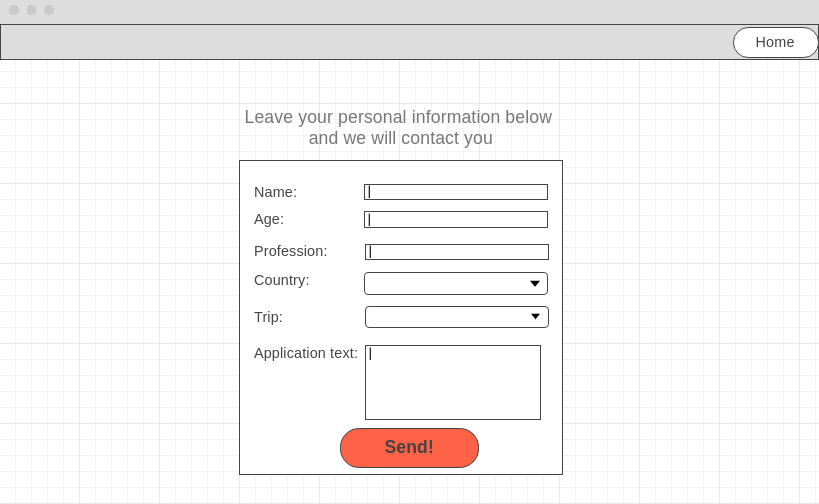 Home
Leave your personal information below
and we will contact you
Name:
Age:
Profession:
Country:
Trip:
Application text:
Send!